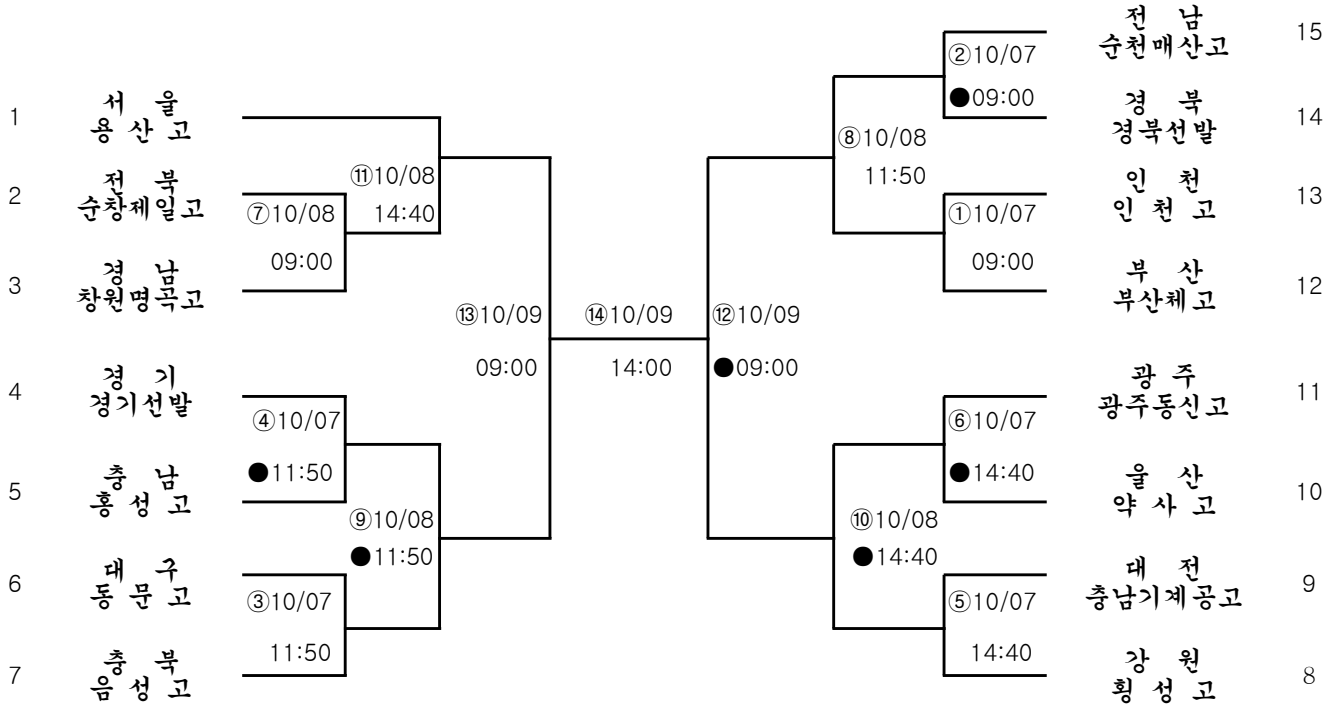 전 남
순천매산고
15
②10/07
●09:00
경 북
경북선발
14
1
서 울
용 산 고
⑧10/08
11:50
⑪10/08
14:40
2
전 북
순창제일고
⑦10/08
09:00
인 천
인 천 고
13
①10/07
09:00
3
경 남
창원명곡고
부 산
부산체고
12
⑬10/09
09:00
⑭10/09
14:00
⑫10/09
●09:00
4
경 기
경기선발
④10/07
●11:50
광 주
광주동신고
11
⑥10/07
●14:40
5
충 남
홍 성 고
울 산
약 사 고
10
⑨10/08
●11:50
⑩10/08
●14:40
6
대 구
동 문 고
③10/07
11:50
대 전
충남기계공고
9
⑤10/07
14:40
7
충 북
음 성 고
강 원
횡 성 고
8